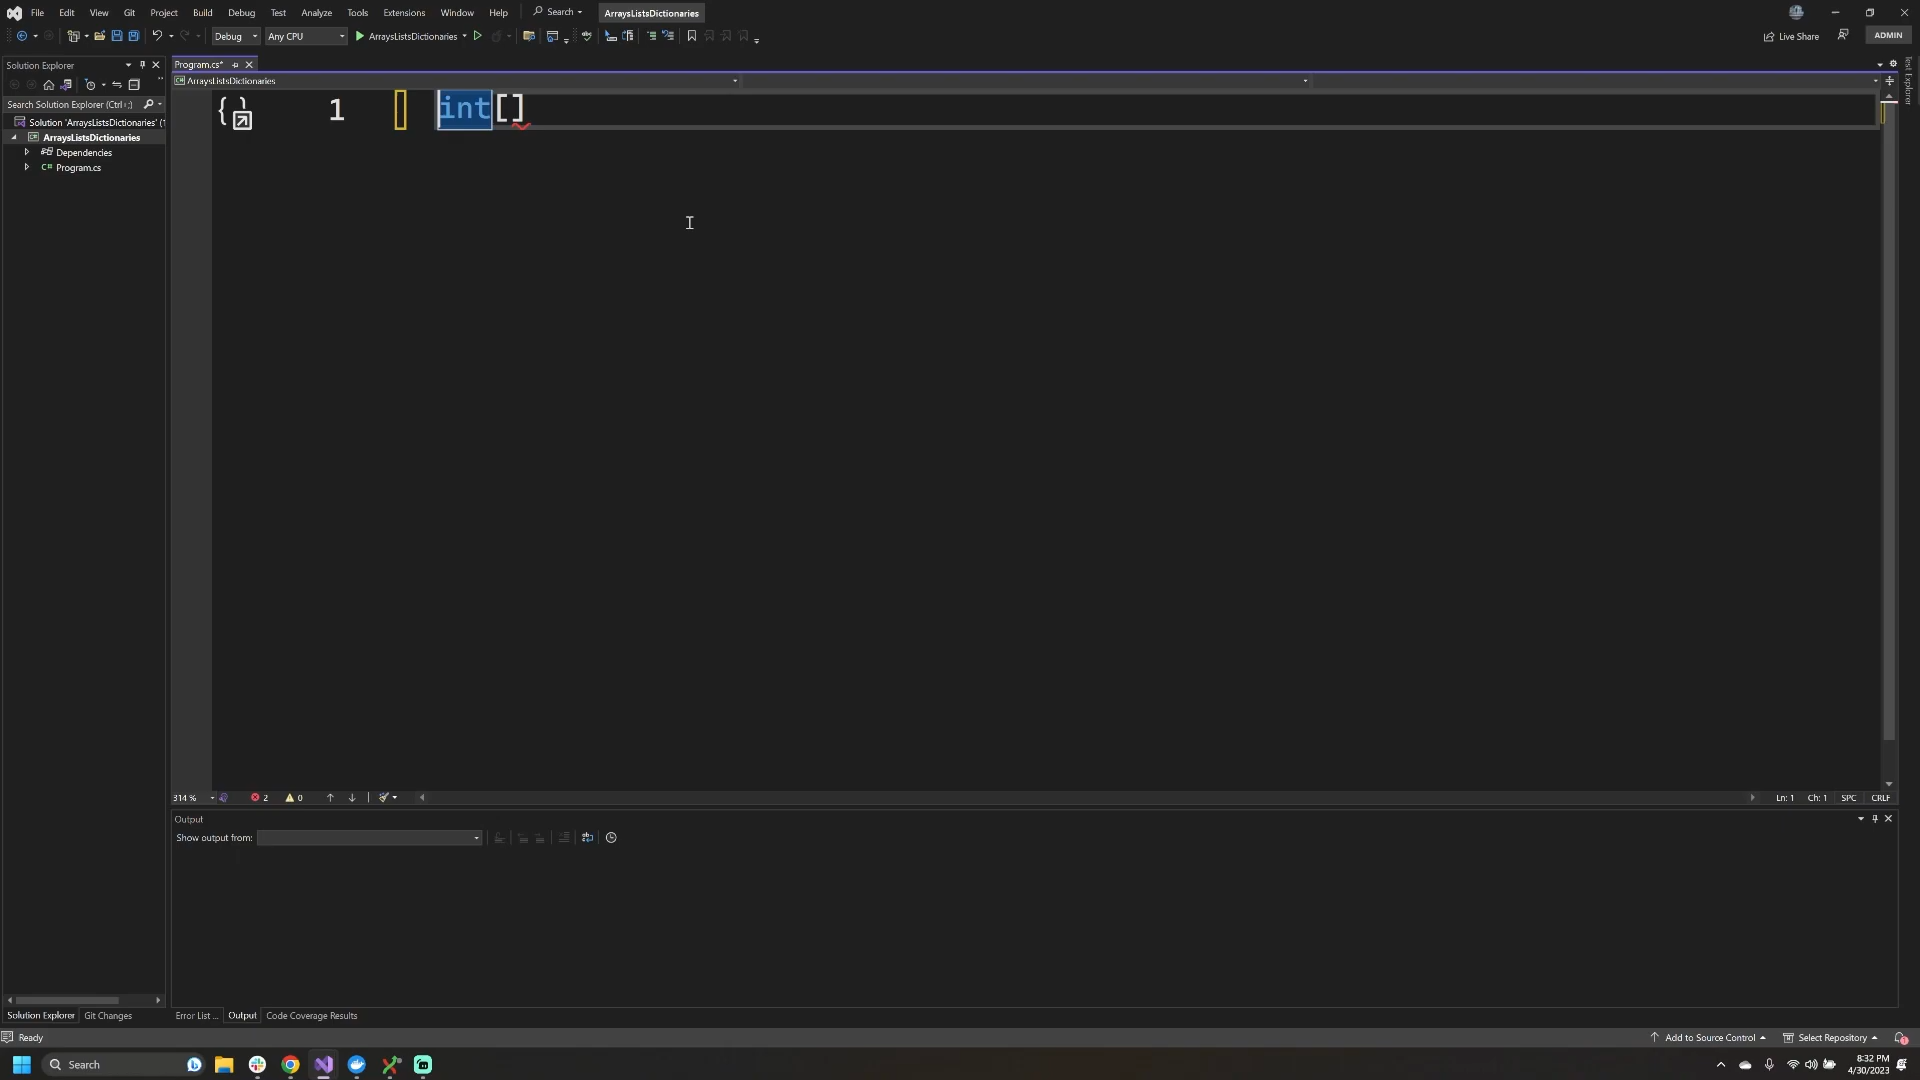 File Edit View Git Project Build Debug Test Analyze Tools Extensions Window Help Search ArraysListsDictionaries
Debug Any CPU ArraysListsDictionaries Live Share ADMIN
Solution Explorer
Program.cs*
ArraysListsDictionaries
Search Solution Explorer (Ctrl+;)
Solution 'ArraysListsDictionaries' (1
ArraysListsDictionaries
Dependencies
C# Program.cs
1 int[]
Test Explorer
314 % 2 0 Ln: 1 Ch: 1 SPC CRLF
Output
Show output from:
Solution Explorer Git Changes Error List ... Output Code Coverage Results
Ready Add to Source Control Select Repository
Search
8:32 PM
4/30/2023